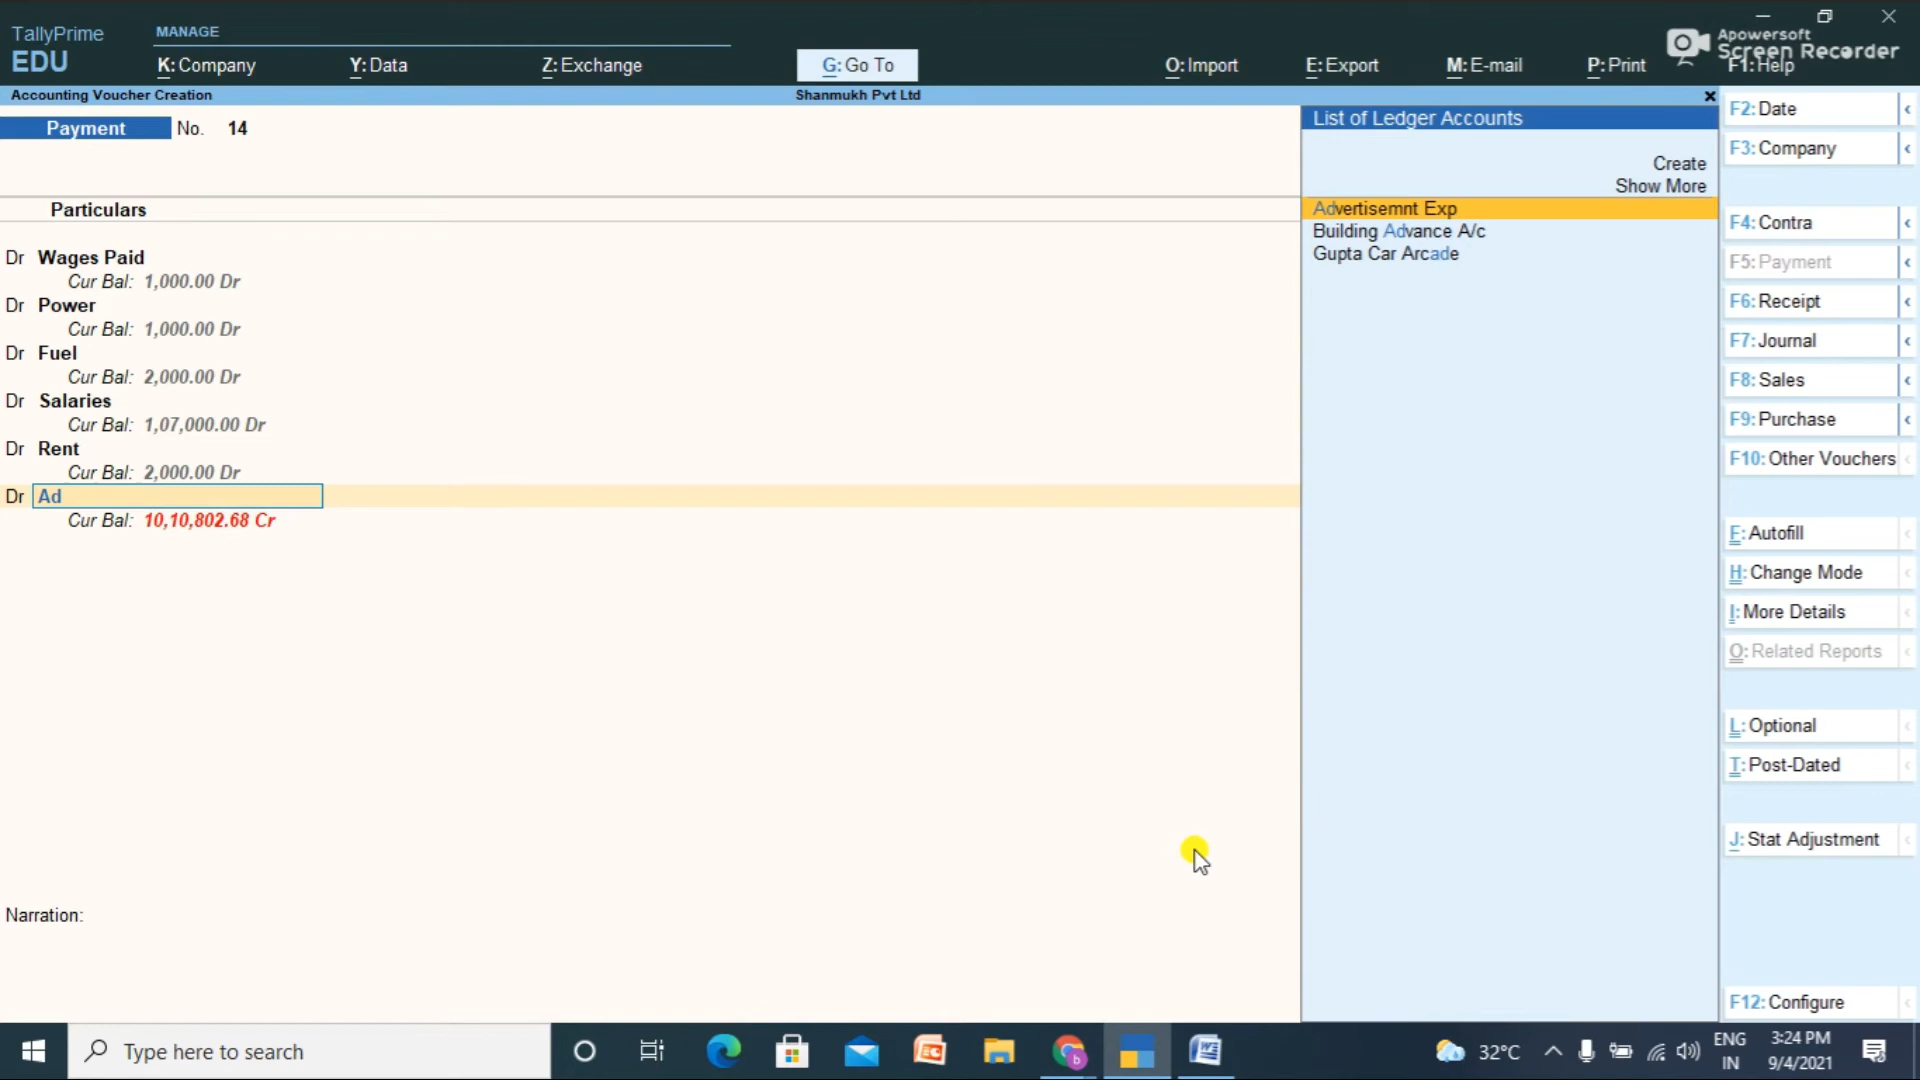 TallyPrime
EDU
MANAGE
K: Company
Y: Data
Z: Exchange
G: Go To
O: Import
E: Export
M: E-mail
P: Print
F1: Help
Apowersoft
Screen Recorder
Accounting Voucher Creation
Shanmukh Pvt Ltd
Payment No. 14
Particulars
Dr Wages Paid
Cur Bal: 1,000.00 Dr
Dr Power
Cur Bal: 1,000.00 Dr
Dr Fuel
Cur Bal: 2,000.00 Dr
Dr Salaries
Cur Bal: 1,07,000.00 Dr
Dr Rent
Cur Bal: 2,000.00 Dr
Dr Ad
Cur Bal: 10,10,802.68 Cr
Narration:
List of Ledger Accounts
Create
Show More
Advertisemnt Exp
Building Advance A/c
Gupta Car Arcade
F2: Date
F3: Company
F4: Contra
F5: Payment
F6: Receipt
F7: Journal
F8: Sales
F9: Purchase
F10: Other Vouchers
F: Autofill
H: Change Mode
I: More Details
O: Related Reports
L: Optional
T: Post-Dated
J: Stat Adjustment
F12: Configure
Type here to search
32°C
ENG
IN
3:24 PM
9/4/2021